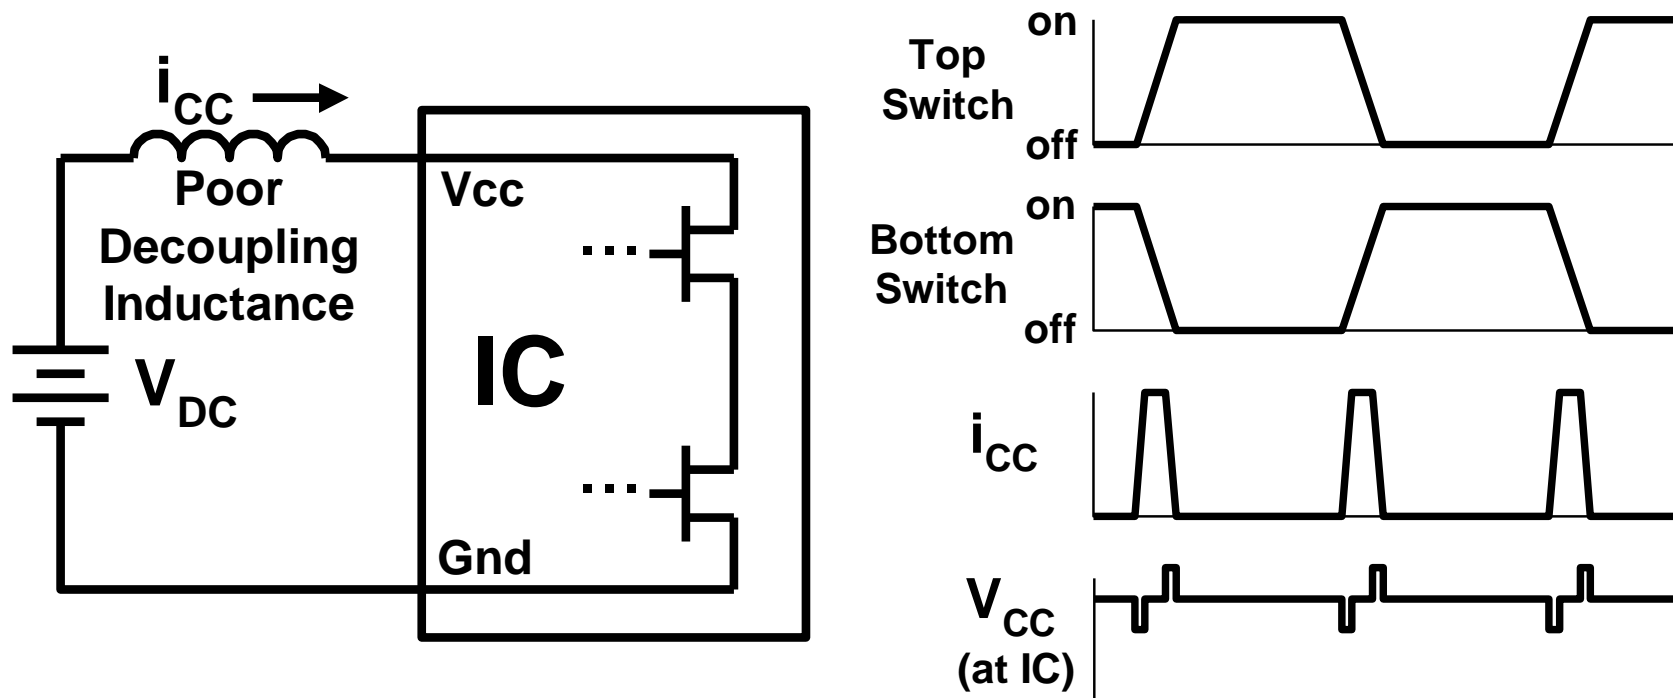 iCC
Poor
Decoupling
Inductance
VDC
Vcc
IC
Gnd
Top
Switch
on
off
Bottom
Switch
on
off
iCC
VCC
(at IC)